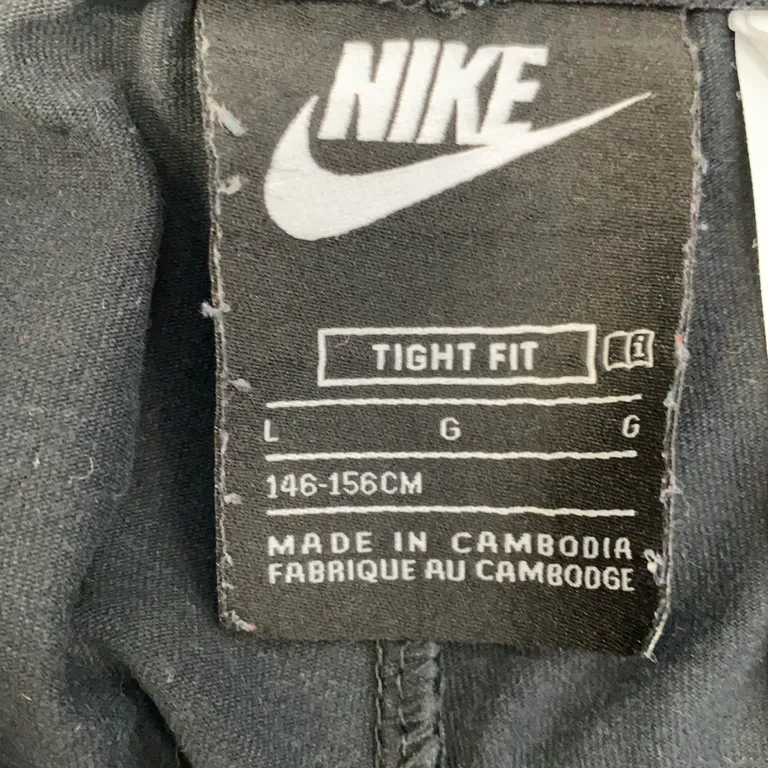 NIKE
TIGHT FIT i
L G G
146-156CM
MADE IN CAMBODIA
FABRIQUE AU CAMBODGE